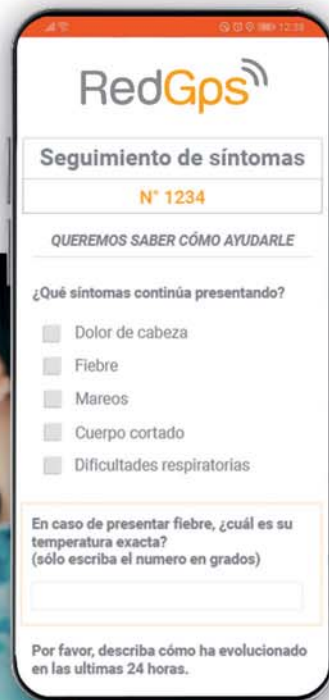 12:38
RedGps
Seguimiento de síntomas
N° 1234
QUEREMOS SABER CÓMO AYUDARLE
¿Qué síntomas continúa presentando?
Dolor de cabeza
Fiebre
Mareos
Cuerpo cortado
Dificultades respiratorias
En caso de presentar fiebre, ¿cuál es su
temperatura exacta?
(sólo escriba el numero en grados)
Por favor, describa cómo ha evolucionado
en las ultimas 24 horas.